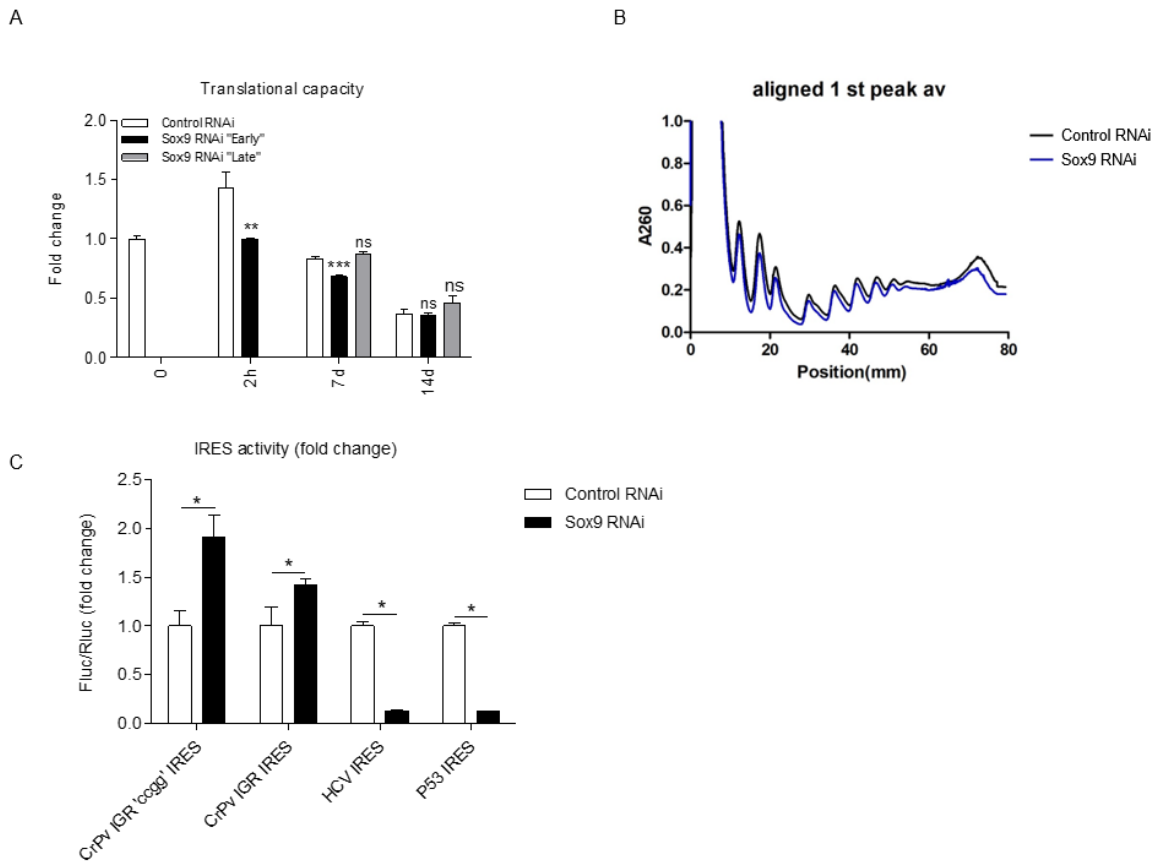 A
B
Translational capacity
Control RNAi
Sox9 RNAi "Early"
Sox9 RNAi "Late"
Fold change
2.0
1.5
1.0
0.5
0.0
**
***
ns
ns
ns
0
2h
7d
14d
aligned 1 st peak av
Control RNAi
Sox9 RNAi
A260
1.0
0.8
0.6
0.4
0.2
0.0
0
20
40
60
80
Position(mm)
C
IRES activity (fold change)
Control RNAi
Sox9 RNAi
Fluc/Rluc (fold change)
2.5
2.0
1.5
1.0
0.5
0.0
*
*
*
*
CrPv IGR 'ccgg' IRES
CrPv IGR IRES
HCV IRES
P53 IRES